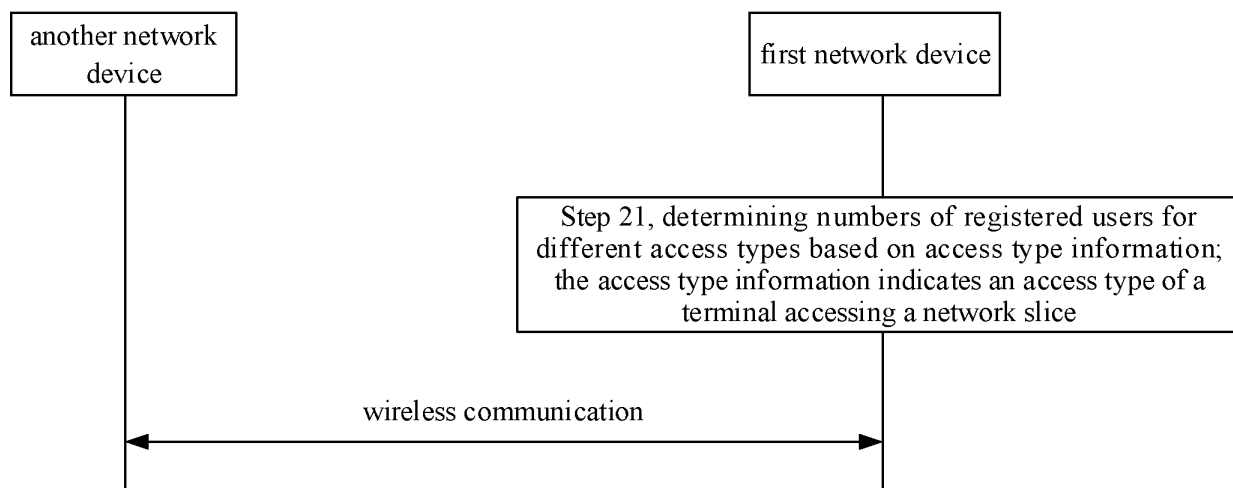 another network
device
first network device
Step 21, determining numbers of registered users for
different access types based on access type information;
the access type information indicates an access type of a
terminal accessing a network slice
wireless communication